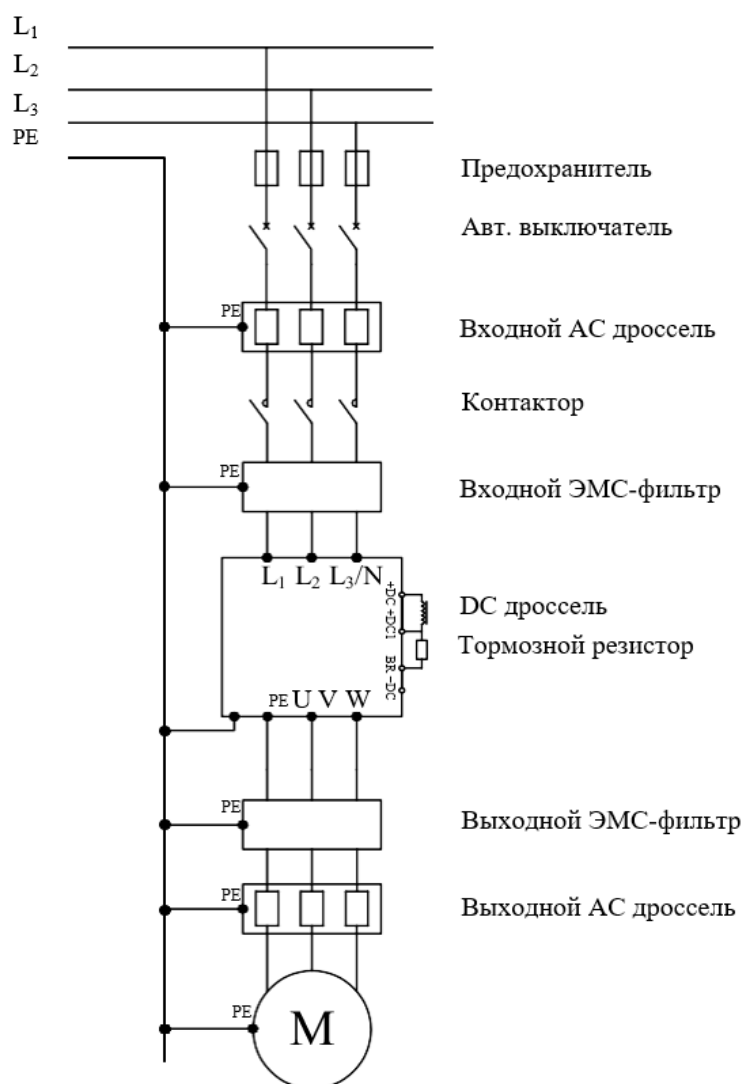 L₁
L₂
L₃
PE
Предохранитель
Авт. выключатель
PE
Входной АС дроссель
Контактор
PE
Входной ЭМС-фильтр
L₁ L₂ L₃/N
+DC +DC1
BR -DC
DC дроссель
Тормозной резистор
PE U V W
PE
Выходной ЭМС-фильтр
PE
Выходной АС дроссель
PE
M